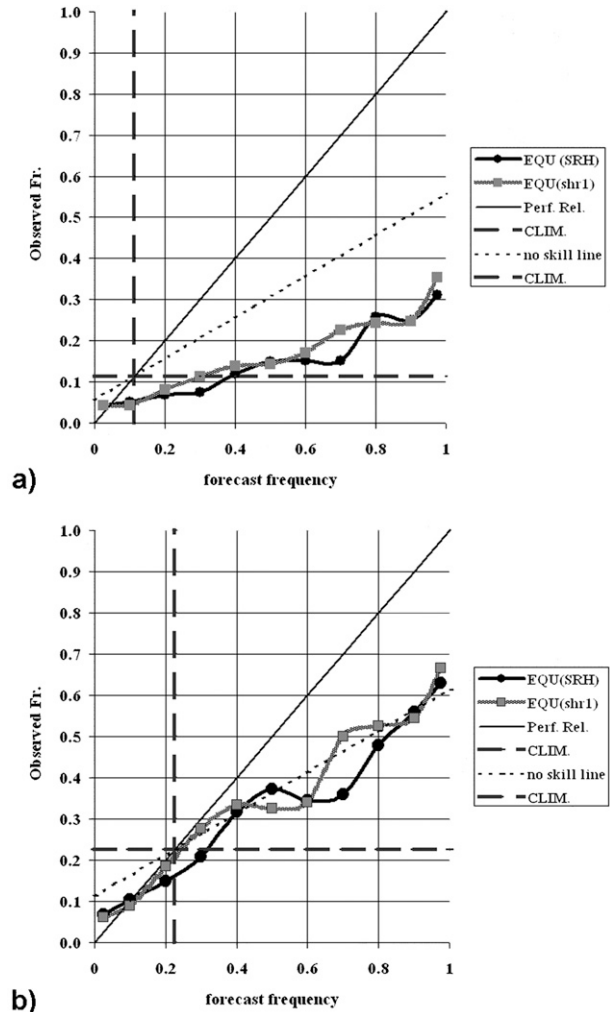 1.0
0.9
0.8
0.7
0.6
0.5
0.4
0.3
0.2
0.1
0.0
Observed Fr.
0 0.2 0.4 0.6 0.8 1
forecast frequency
EQU (SRH)
EQU(shr1)
Perf. Rel.
CLIM.
no skill line
CLIM.
a)
1.0
0.9
0.8
0.7
0.6
0.5
0.4
0.3
0.2
0.1
0.0
Observed Fr.
0 0.2 0.4 0.6 0.8 1
forecast frequency
EQU(SRH)
EQU(shr1)
Perf. Rel.
CLIM.
no skill line
CLIM.
b)